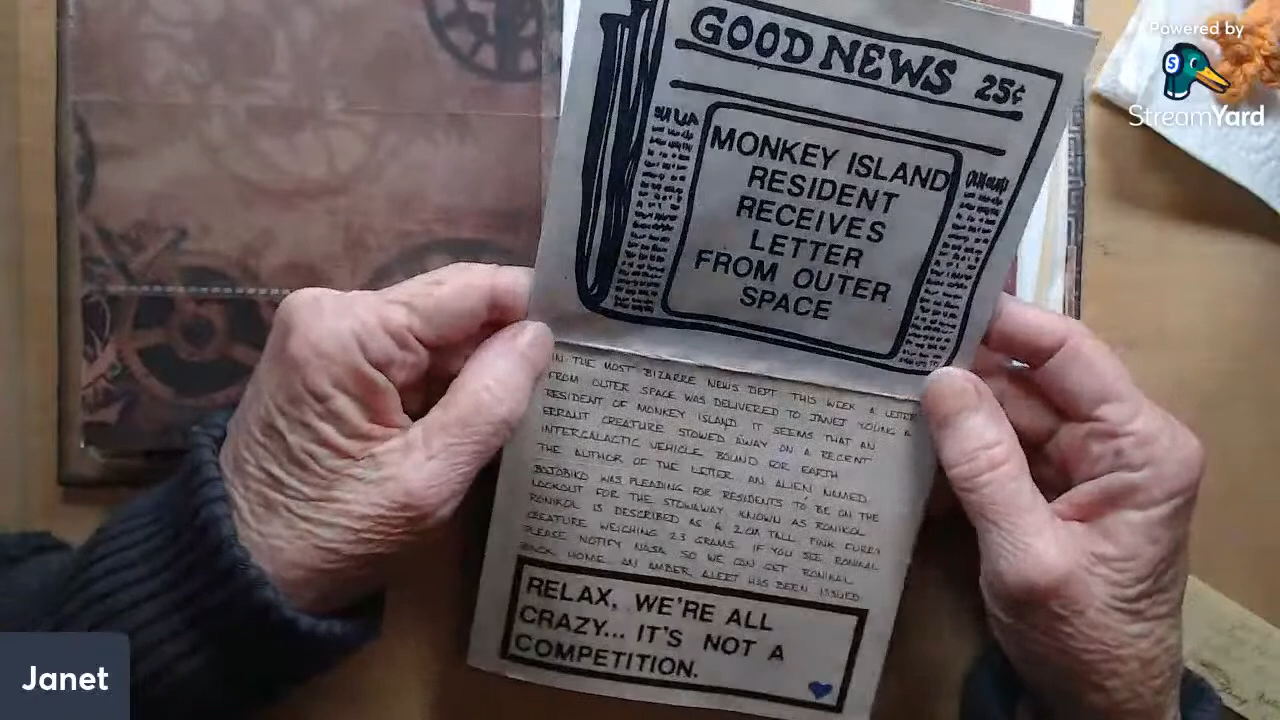 Powered by
StreamYard
GOOD NEWS 25¢
MONKEY ISLAND
RESIDENT
RECEIVES
LETTER
FROM OUTER
SPACE
IN THE MOST BIZARRE NEWS DEPT THIS WEEK A LETTER
FROM OUTER SPACE WAS DELIVERED TO JANET YOUNG A
RESIDENT OF MONKEY ISLAND. IT SEEMS THAT AN
ERRANT CREATURE STOWED AWAY ON A RECENT
INTERGALACTIC VEHICLE BOUND FOR EARTH
THE AUTHOR OF THE LETTER, AN ALIEN NAMED
WAS PLEADING FOR RESIDENTS TO BE ON THE
LOOKOUT FOR THE STOWAWAY KNOWN AS RONIKOL
RONIKOL IS DESCRIBED AS A 2CM TALL PINK FURRY
CREATURE WEIGHING 23 GRAMS. IF YOU SEE RONIKAL
PLEASE NOTIFY NASA SO WE CAN GET RONIKAL
BACK HOME. AN AMBER ALERT HAS BEEN ISSUED.
RELAX, WE'RE ALL
CRAZY... IT'S NOT A
COMPETITION.
Janet